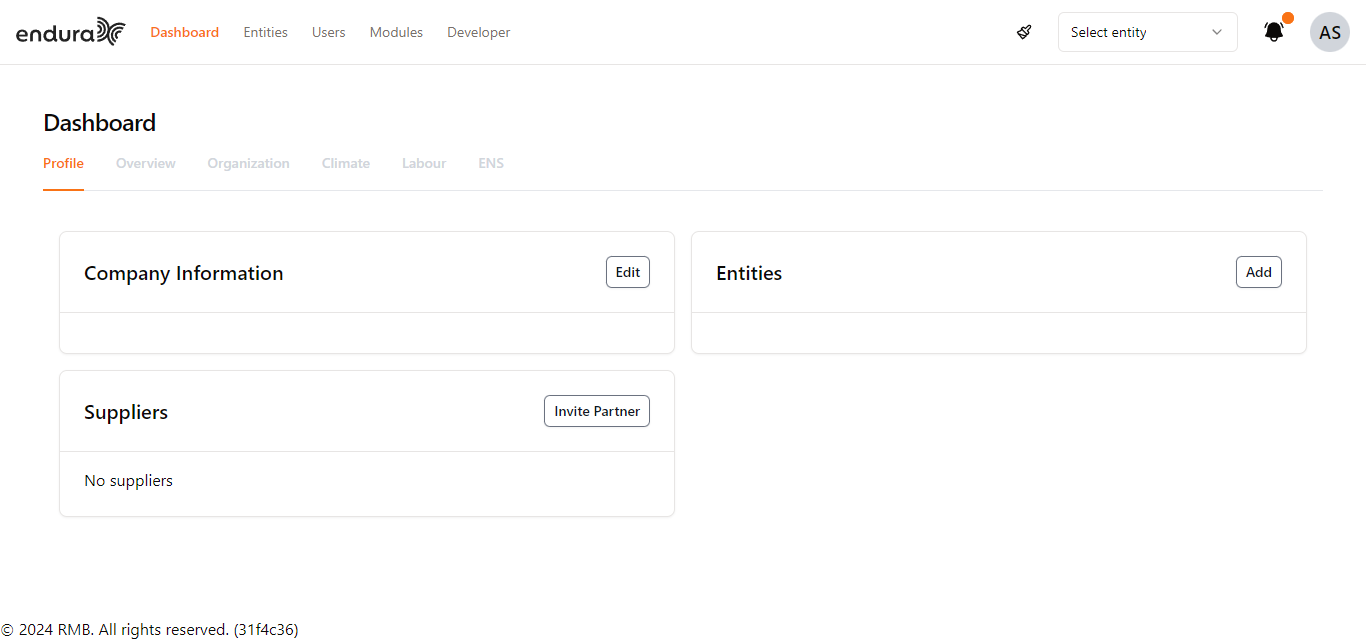 endura Dashboard Entities Users Modules Developer Select entity AS
Dashboard
Profile Overview Organization Climate Labour ENS
Company Information Edit
Entities Add
Suppliers Invite Partner
No suppliers
© 2024 RMB. All rights reserved. (31f4c36)